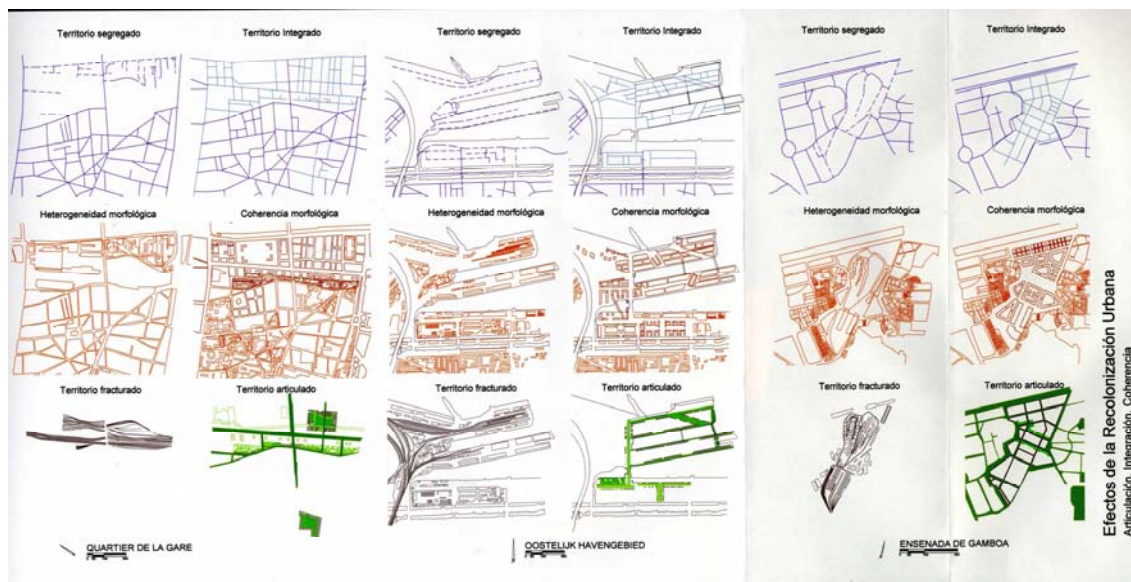 Territorio segregado
Territorio Integrado
Territorio segregado
Territorio Integrado
Territorio segregado
Territorio Integrado
Heterogeneidad morfológica
Coherencia morfológica
Heterogeneidad morfológica
Coherencia morfológica
Heterogeneidad morfológica
Coherencia morfológica
Territorio fracturado
Territorio articulado
Territorio fracturado
Territorio articulado
Territorio fracturado
Territorio articulado
QUARTIER DE LA GARE
OOSTELIJK HAVENGEBIED
ENSENADA DE GAMBOA
Efectos de la Recolonización Urbana
Articulación, Integración, Coherencia